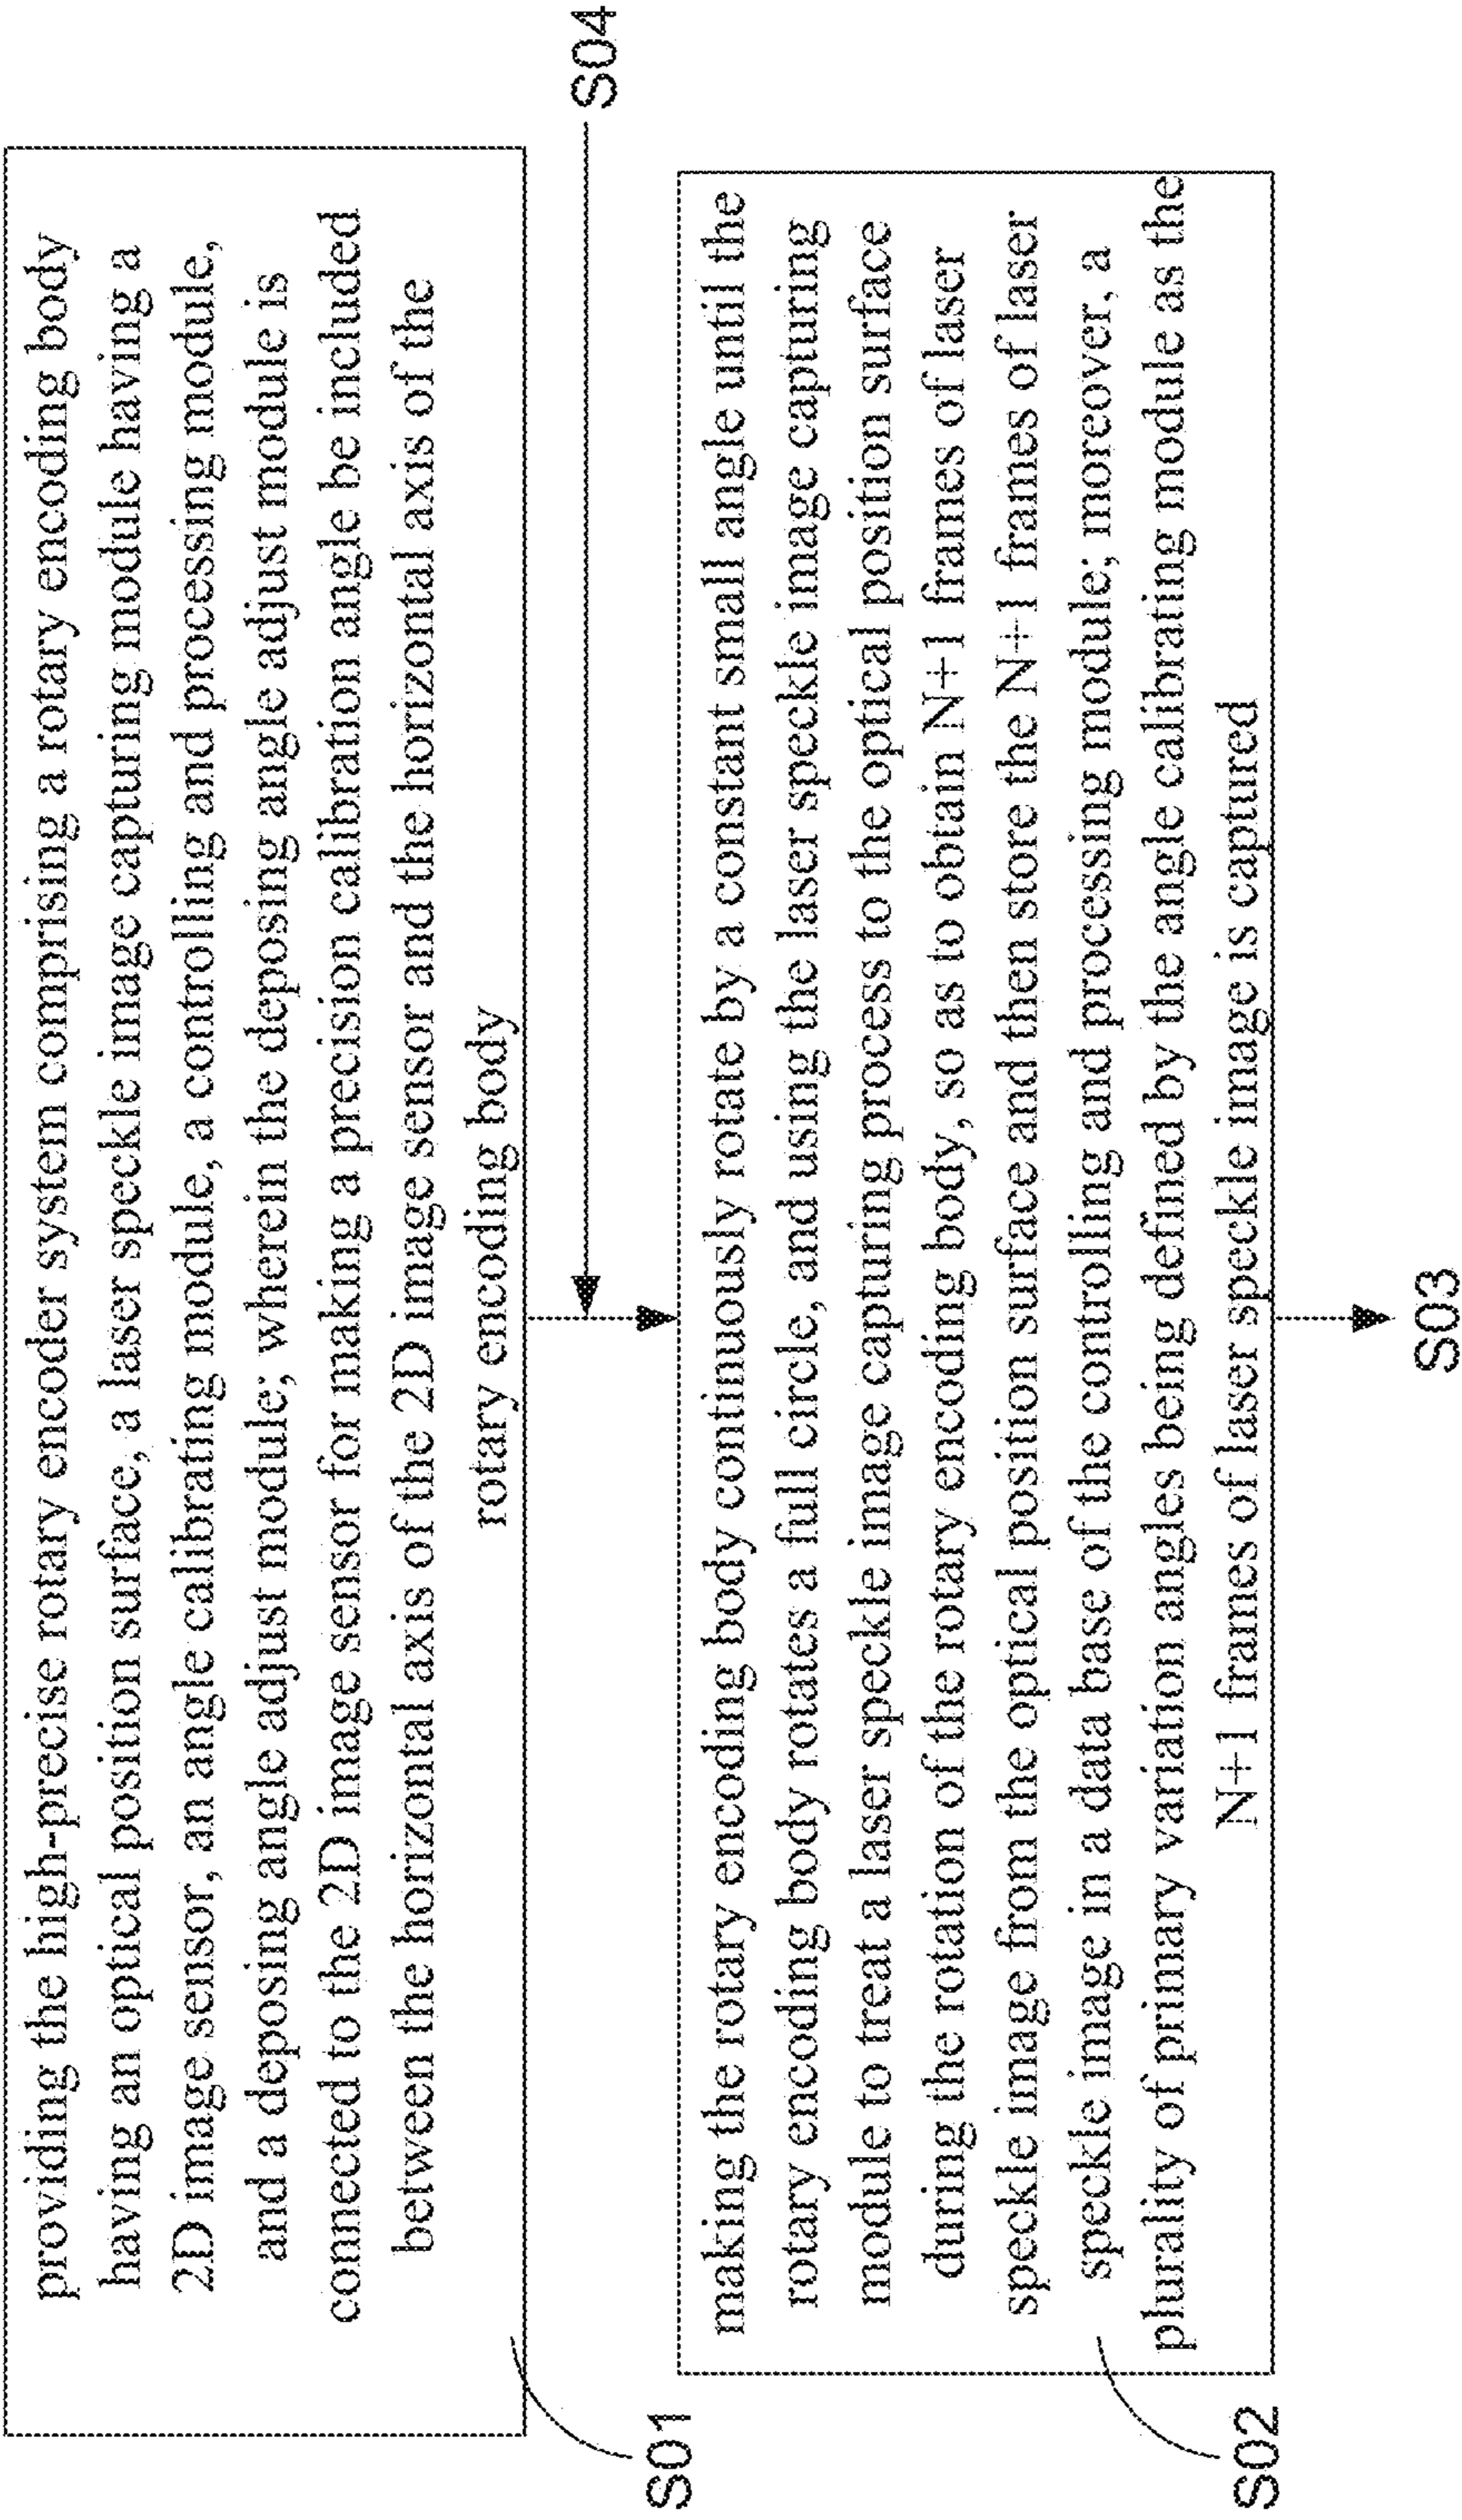 providing the high-precise rotary encoder system comprising a rotary encoding body
having an optical position surface, a laser speckle image capturing module having a
2D image sensor, an angle calibrating module, a controlling and processing module,
and a deposing angle adjust module; wherein the deposing angle adjust module is
connected to the 2D image sensor for making a precision calibration angle be included
between the horizontal axis of the 2D image sensor and the horizontal axis of the
rotary encoding body
S01
S04
making the rotary encoding body continuously rotate by a constant small angle until the
rotary encoding body rotates a full circle, and using the laser speckle image capturing
module to treat a laser speckle image capturing process to the optical position surface
during the rotation of the rotary encoding body, so as to obtain N+1 frames of laser
speckle image from the optical position surface and then store the N+1 frames of laser
speckle image in a data base of the controlling and processing module; moreover, a
plurality of primary variation angles being defined by the angle calibrating module as the
N+1 frames of laser speckle image is captured
S02
S03